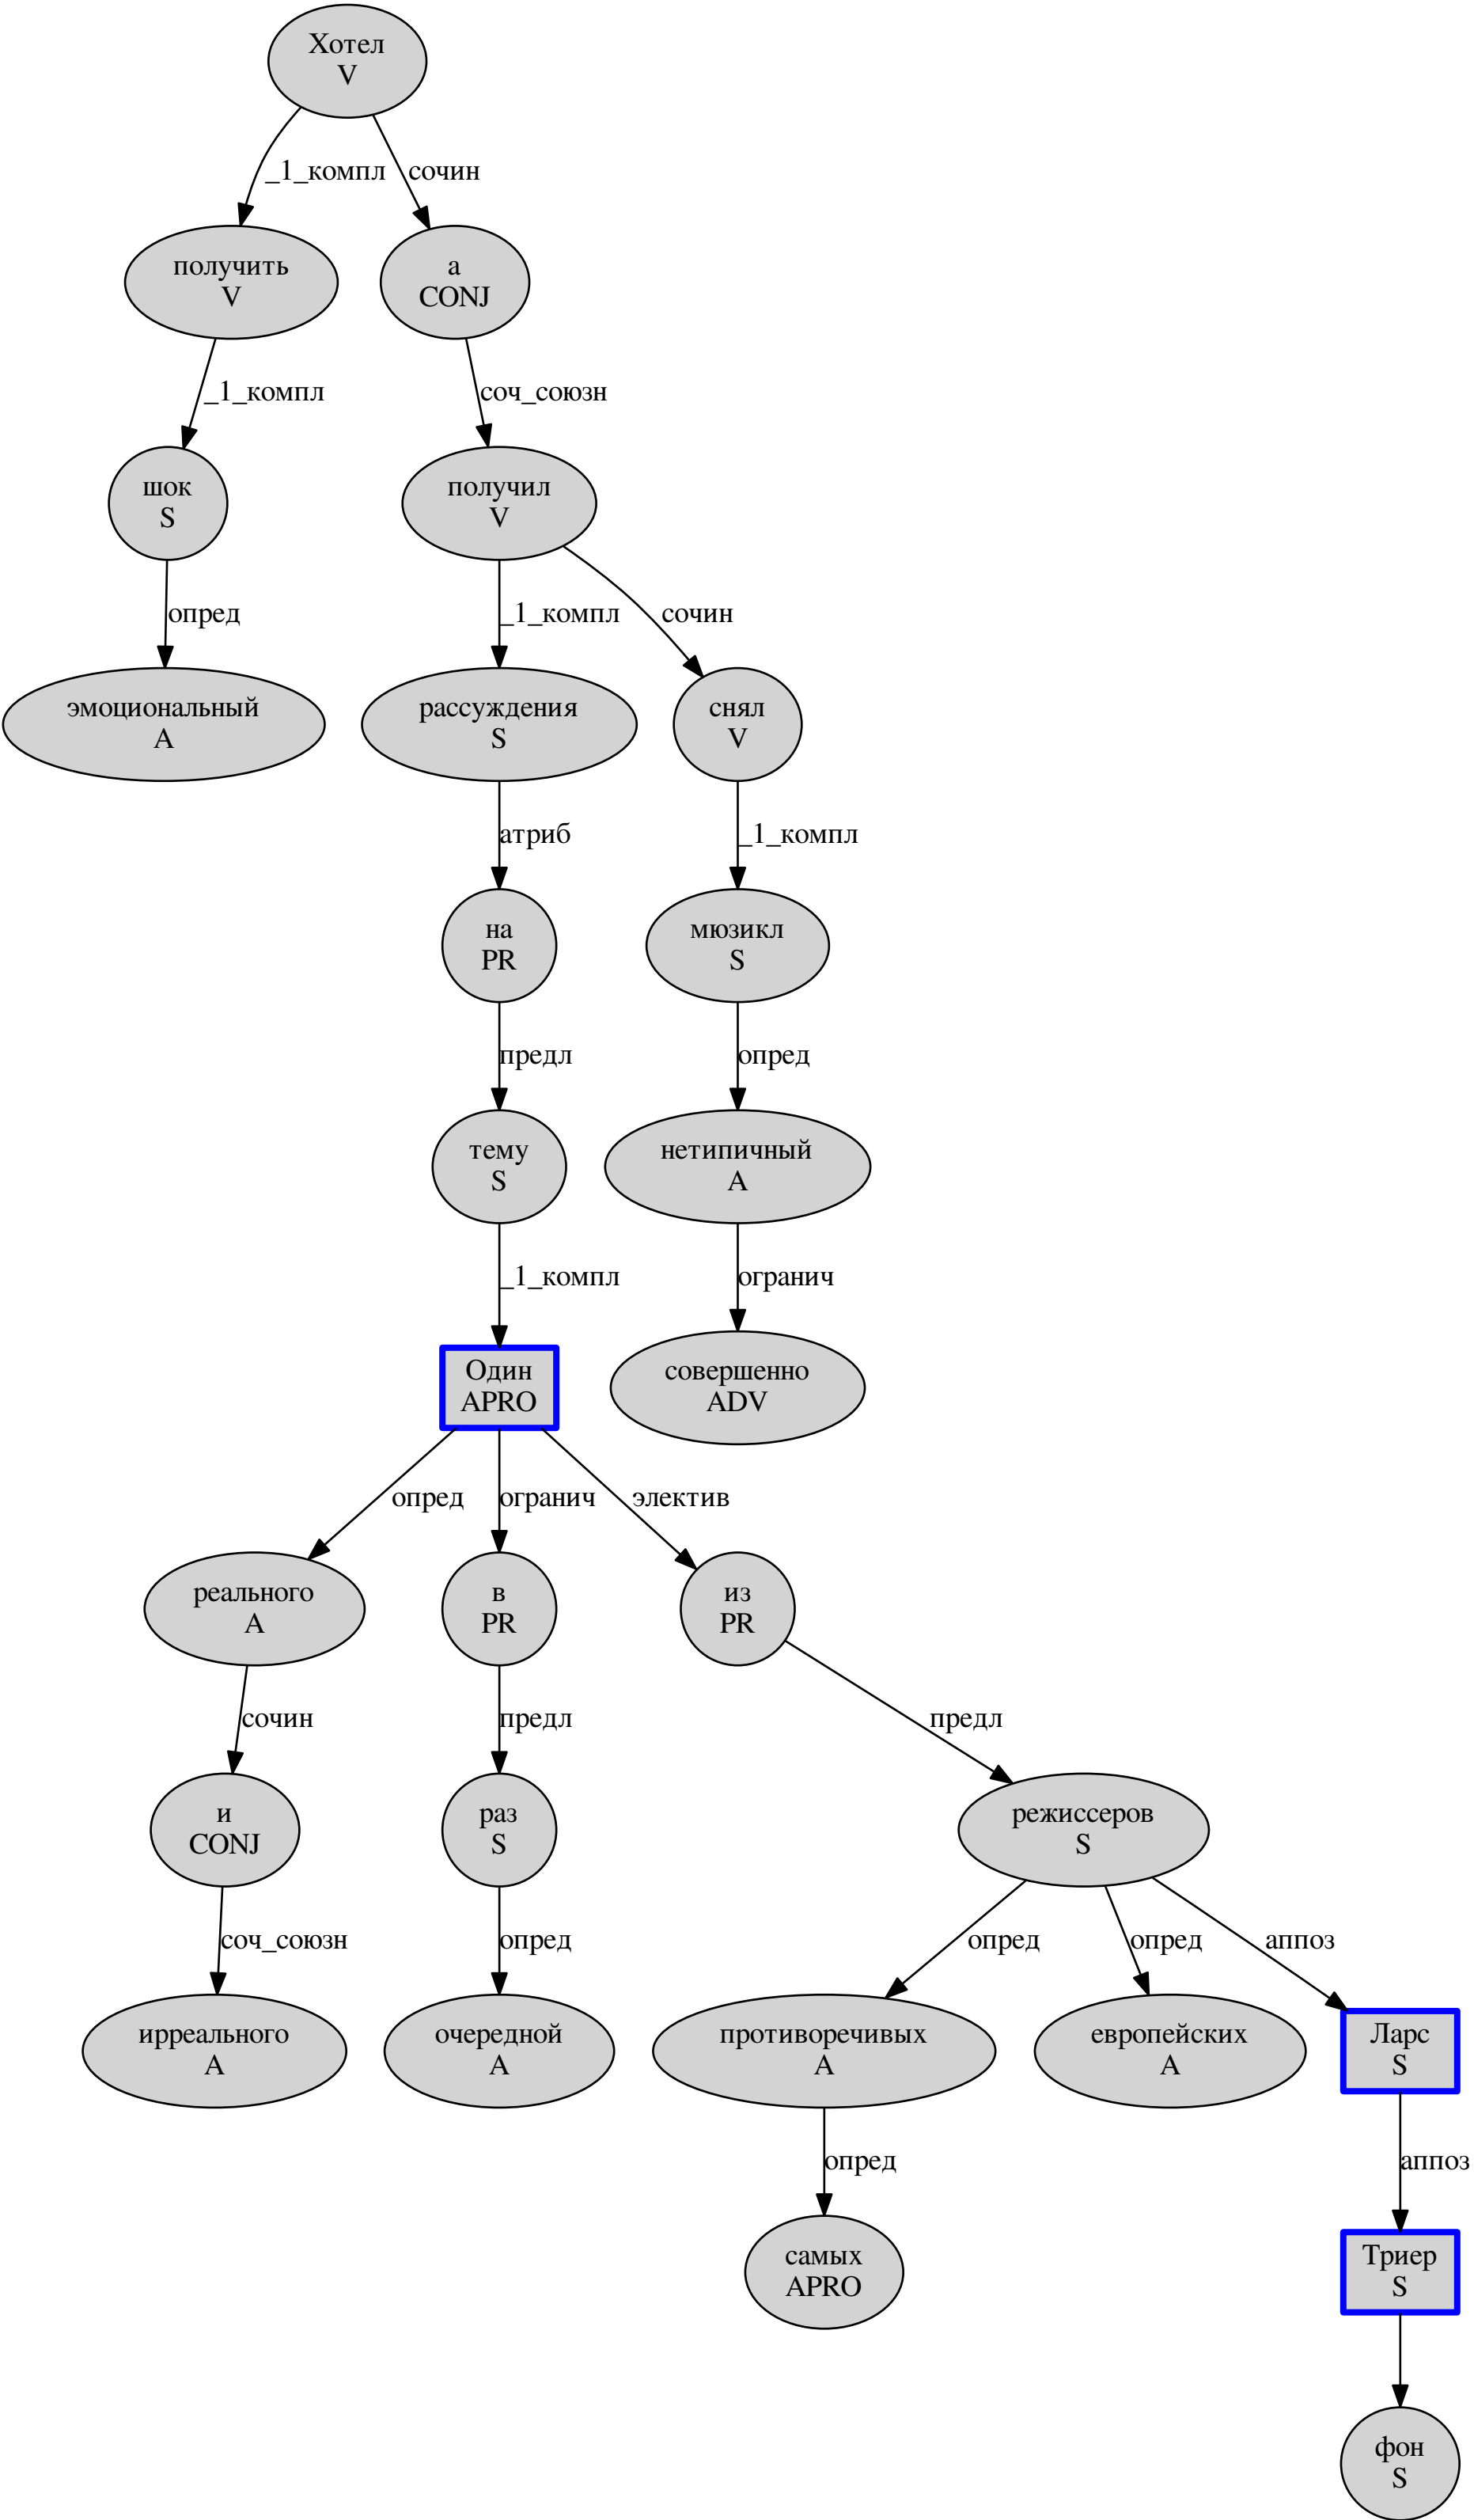 Хотел
V
_1_компл
сочин
получить
V
а
CONJ
_1_компл
соч_союзн
шок
S
получил
V
опред
_1_компл
сочин
эмоциональный
A
рассуждения
S
снял
V
атриб
_1_компл
на
PR
мюзикл
S
предл
опред
тему
S
нетипичный
A
_1_компл
огранич
Один
APRO
совершенно
ADV
опред
огранич
электив
реального
A
в
PR
из
PR
сочин
предл
предл
и
CONJ
раз
S
режиссеров
S
соч_союзн
опред
опред
опред
аппоз
ирреального
A
очередной
A
противоречивых
A
европейских
A
Ларс
S
опред
аппоз
самых
APRO
Триер
S
фон
S